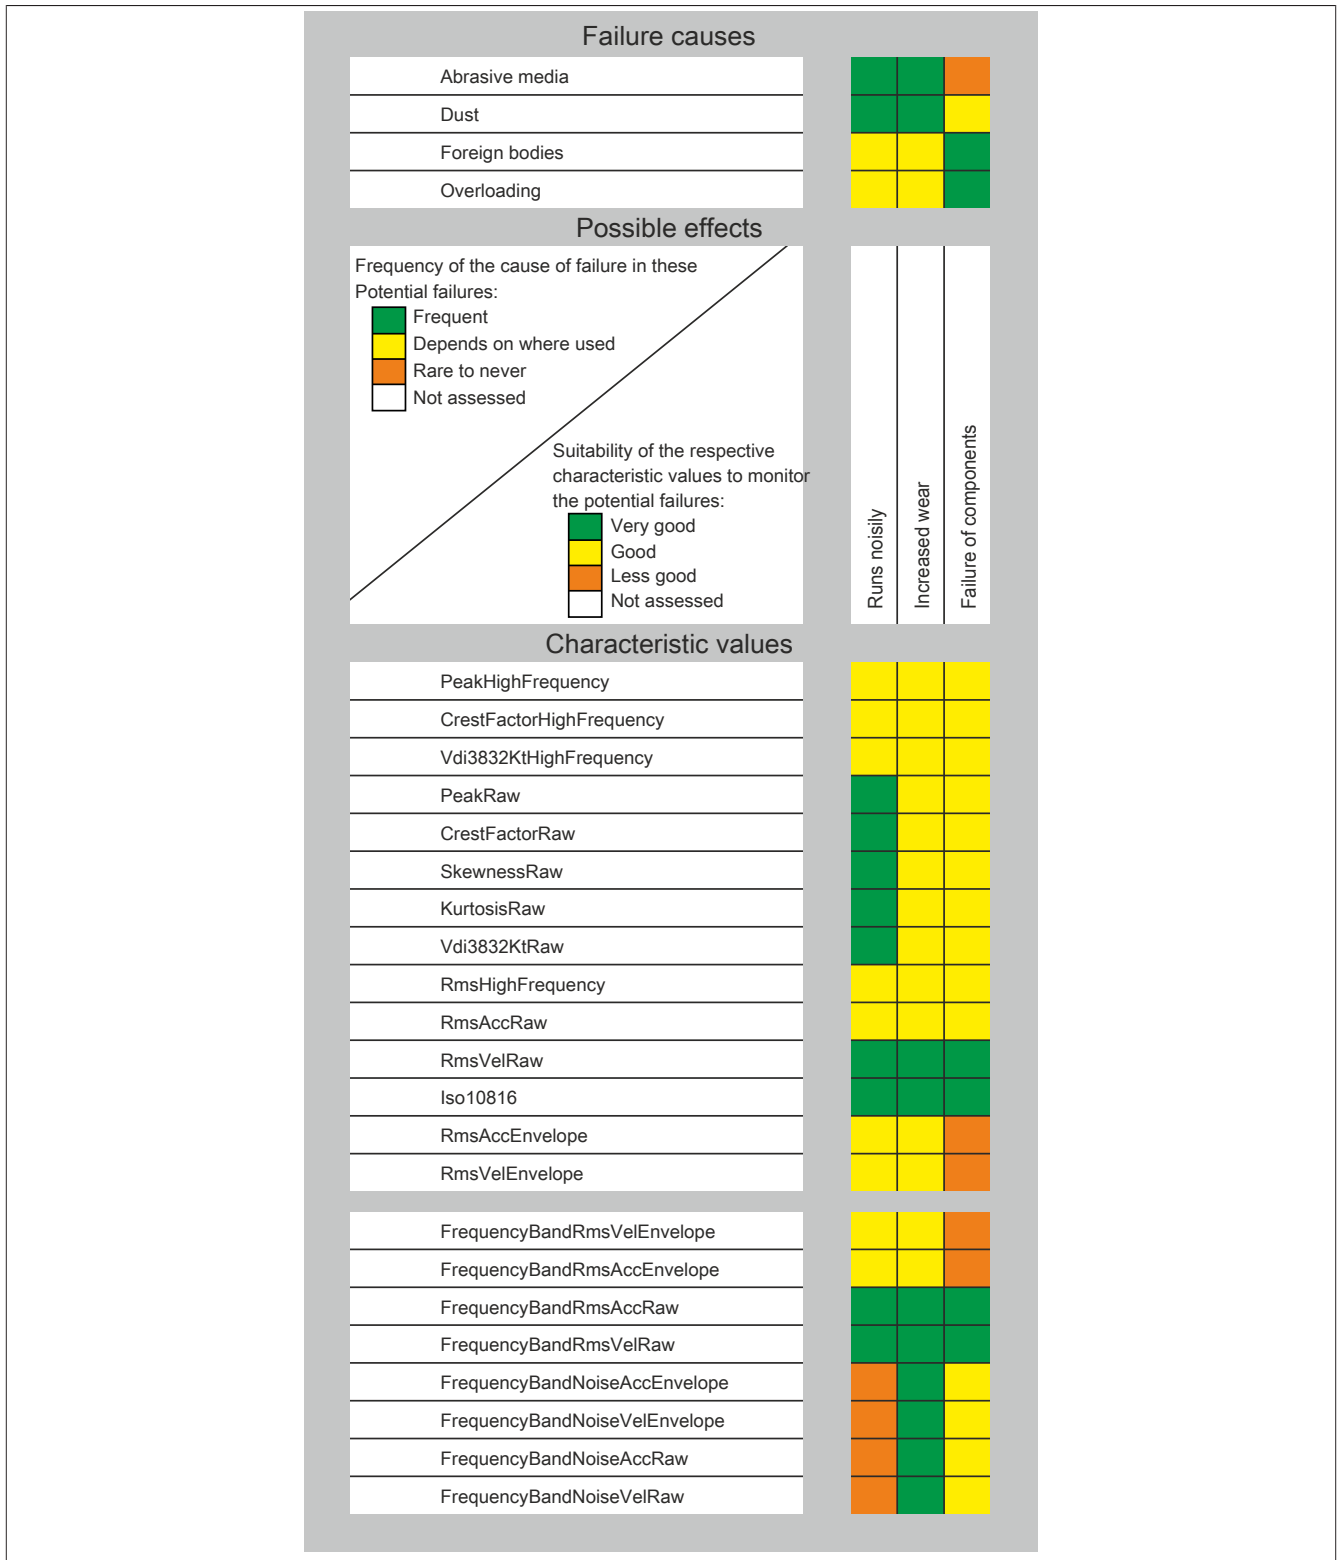 Failure causes
Abrasive media
Dust
Foreign bodies
Overloading
Possible effects
Frequency of the cause of failure in these
Potential failures:
Frequent
Depends on where used
Rare to never
Not assessed
Suitability of the respective
characteristic values to monitor
the potential failures:
Very good
Good
Less good
Not assessed
Runs noisily
Increased wear
Failure of components
Characteristic values
PeakHighFrequency
CrestFactorHighFrequency
Vdi3832KtHighFrequency
PeakRaw
CrestFactorRaw
SkewnessRaw
KurtosisRaw
Vdi3832KtRaw
RmsHighFrequency
RmsAccRaw
RmsVelRaw
Iso10816
RmsAccEnvelope
RmsVelEnvelope
FrequencyBandRmsVelEnvelope
FrequencyBandRmsAccEnvelope
FrequencyBandRmsAccRaw
FrequencyBandRmsVelRaw
FrequencyBandNoiseAccEnvelope
FrequencyBandNoiseVelEnvelope
FrequencyBandNoiseAccRaw
FrequencyBandNoiseVelRaw